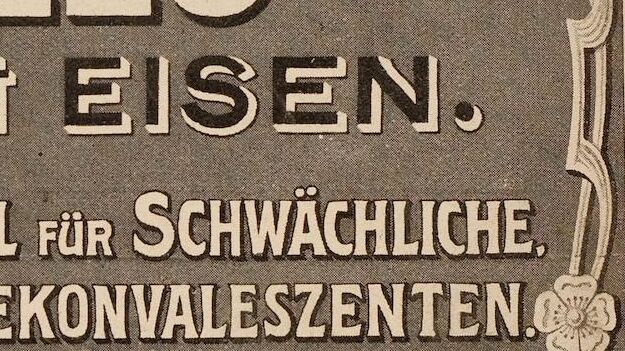 EISEN.
FÜR SCHWÄCHLICHE,
EKONVALESZENTEN.